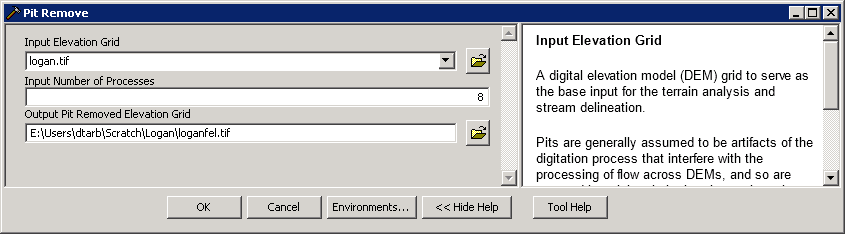 Pit Remove
Input Elevation Grid
logan.tif
Input Number of Processes
8
Output Pit Removed Elevation Grid
E:\Users\dtarb\Scratch\Logan\loganfel.tif
OK
Cancel
Environments...
<< Hide Help
Tool Help
Input Elevation Grid
A digital elevation model (DEM) grid to serve as
the base input for the terrain analysis and
stream delineation.
Pits are generally assumed to be artifacts of the
digitation process that interfere with the
processing of flow across DEMs, and so are